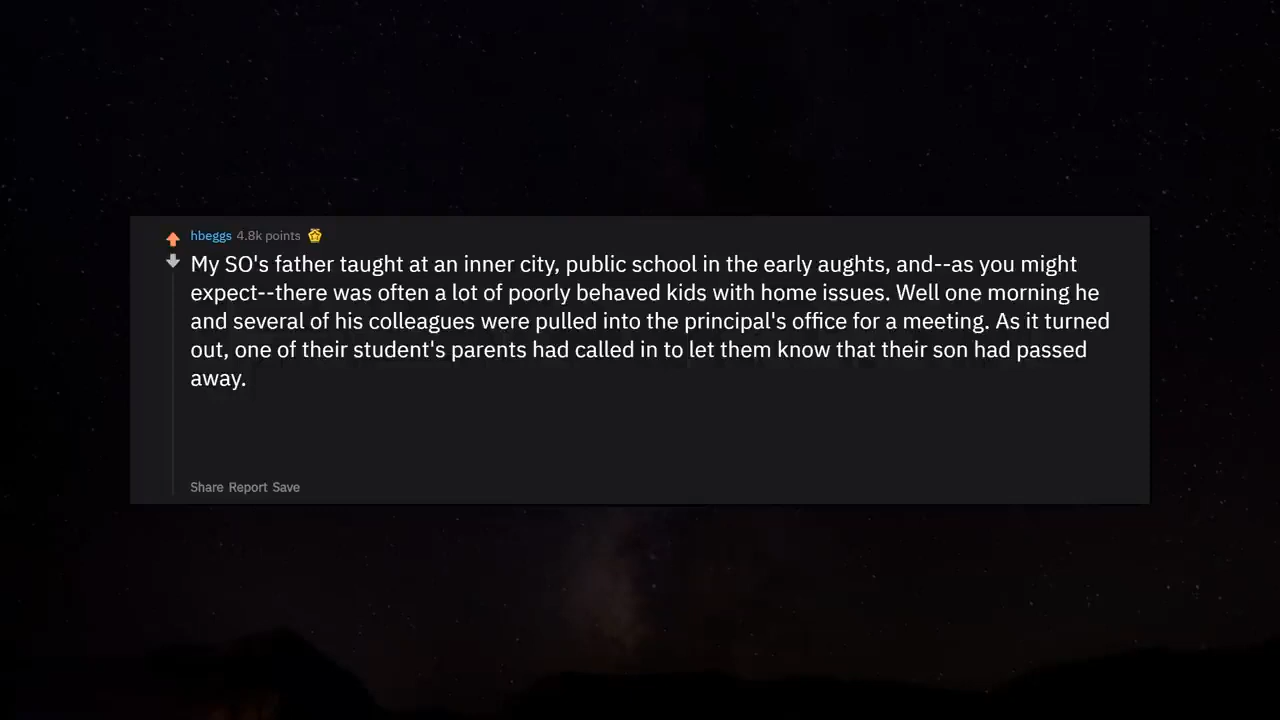 hbeggs 4.8k points
My SO's father taught at an inner city, public school in the early aughts, and--as you might
expect--there was often a lot of poorly behaved kids with home issues. Well one morning he
and several of his colleagues were pulled into the principal's office for a meeting. As it turned
out, one of their student's parents had called in to let them know that their son had passed
away.
Share Report Save